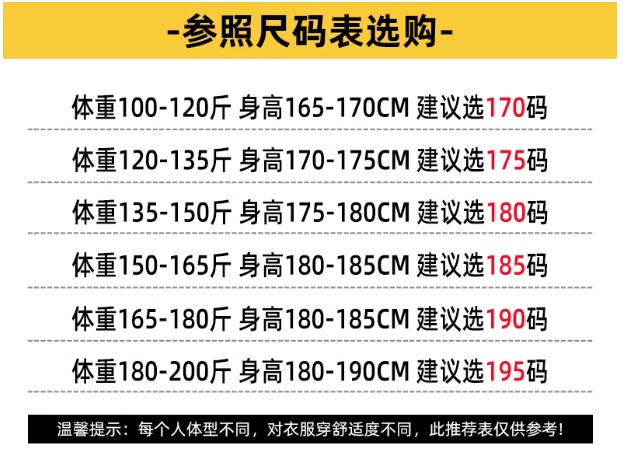 -参照尺码表选购-
体重100-120斤 身高165-170CM 建议选170码
体重120-135斤 身高170-175CM 建议选175码
体重135-150斤 身高175-180CM 建议选180码
体重150-165斤 身高180-185CM 建议选185码
体重165-180斤 身高180-185CM 建议选190码
体重180-200斤 身高180-190CM 建议选195码
温馨提示：每个人体型不同，对衣服穿舒适度不同，此推荐表仅供参考!